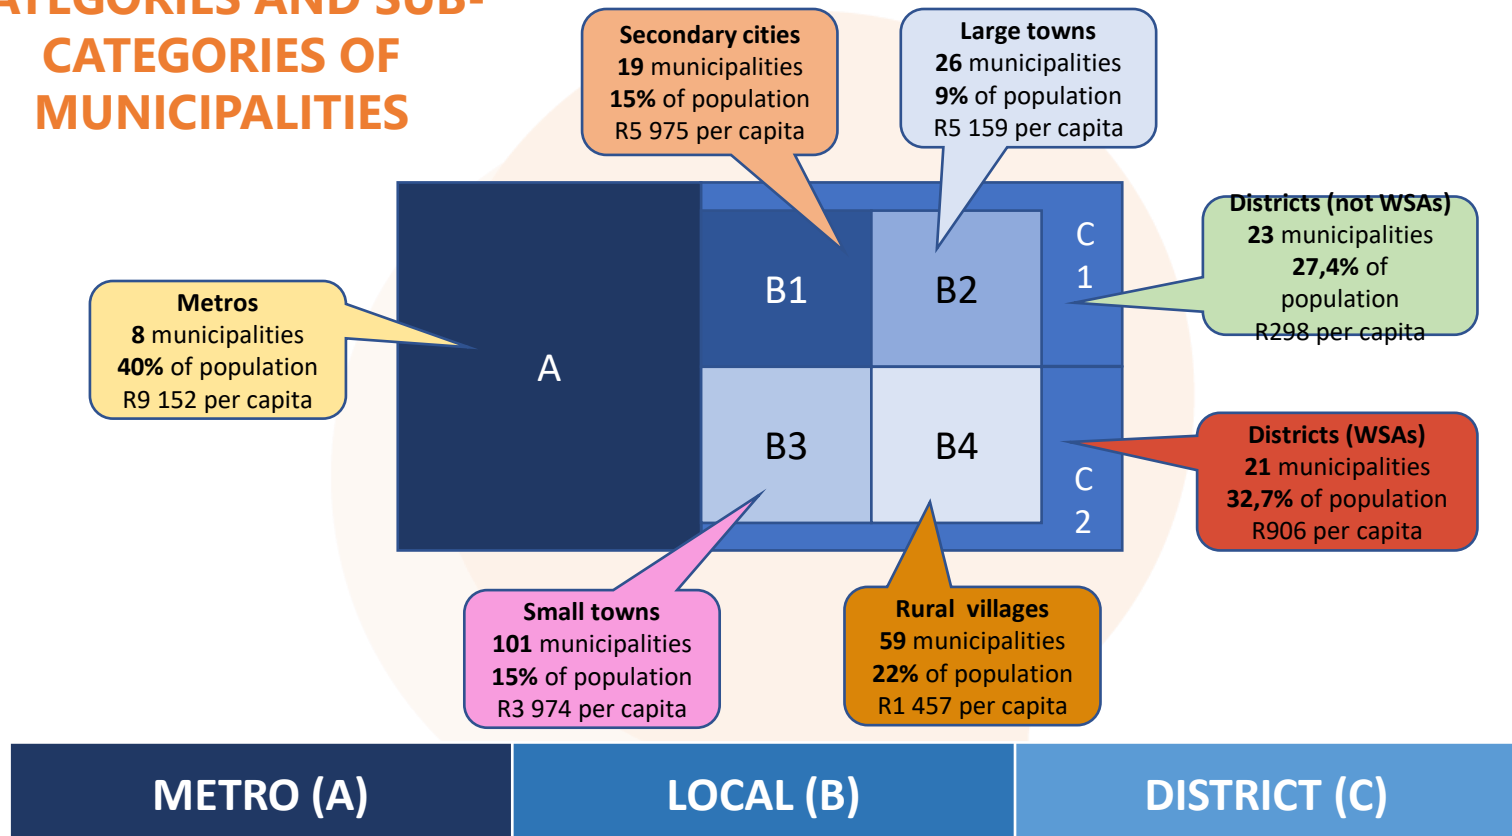 ATEGORIES AND SUB-
CATEGORIES OF
MUNICIPALITIES
Secondary cities
19 municipalities
15% of population
R5 975 per capita
Large towns
26 municipalities
9% of population
R5 159 per capita
Districts (not WSAs)
23 municipalities
27,4% of
population
R298 per capita
Metros
8 municipalities
40% of population
R9 152 per capita
A
B1
B2
C
1
B3
B4
C
2
Districts (WSAs)
21 municipalities
32,7% of population
R906 per capita
Small towns
101 municipalities
15% of population
R3 974 per capita
Rural villages
59 municipalities
22% of population
R1 457 per capita
METRO (A)
LOCAL (B)
DISTRICT (C)